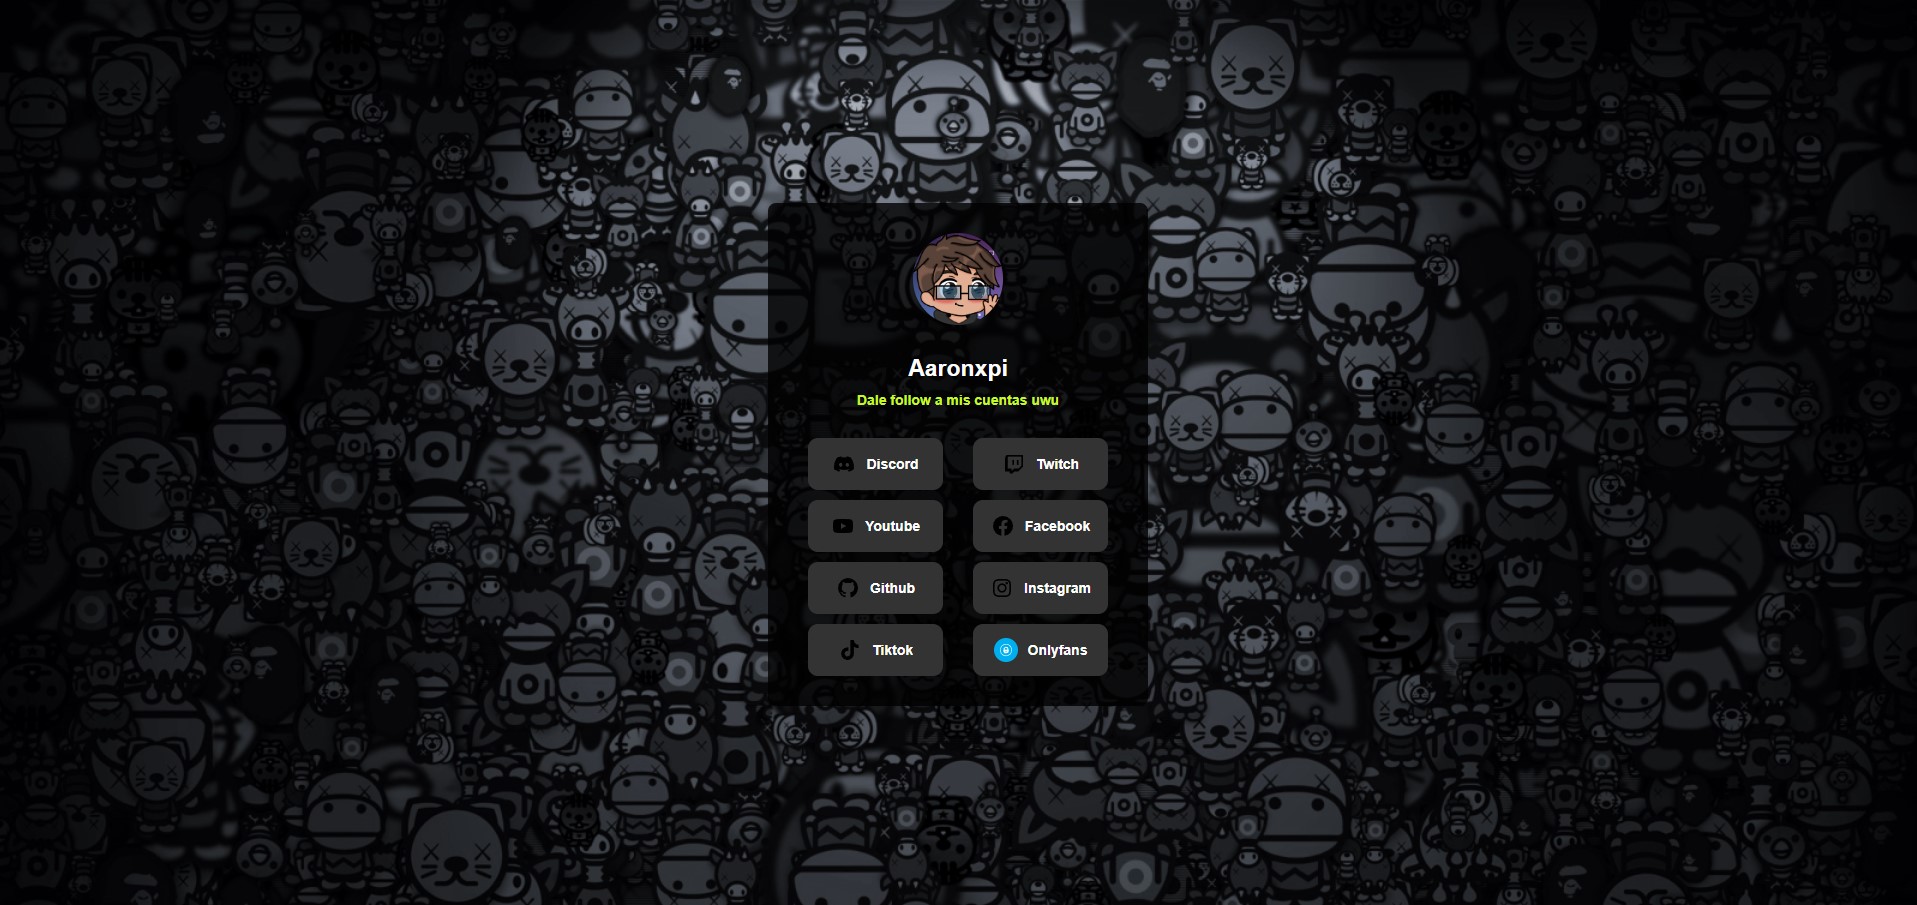 Aaronxpi
Dale follow a mis cuentas uwu
Discord
Twitch
Youtube
Facebook
Github
Instagram
Tiktok
Onlyfans